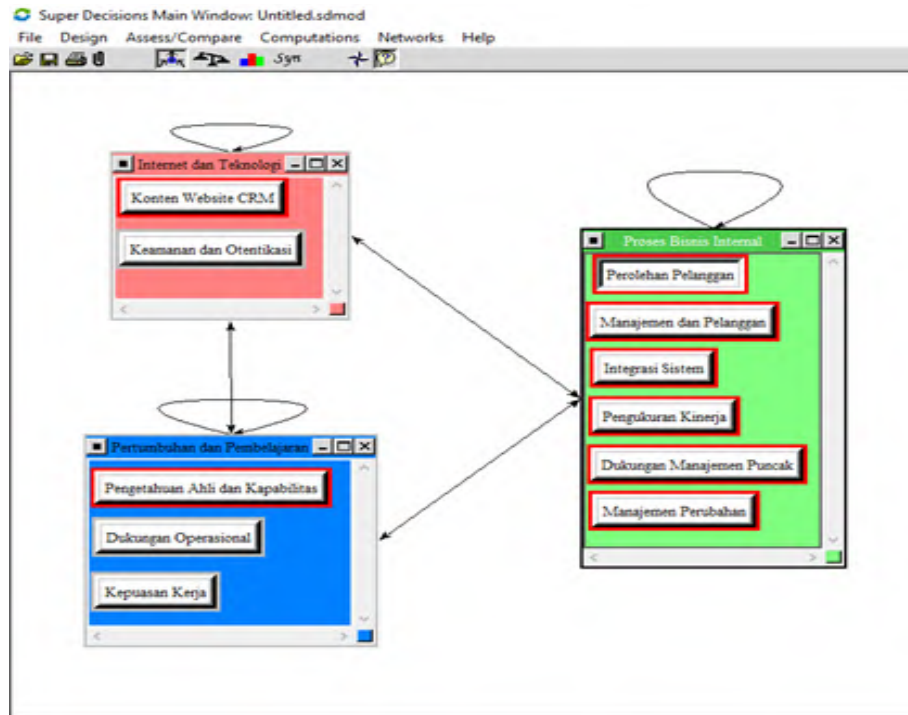 Super Decisions Main Window: Untitled.sdmod
File Design Assess/Compare Computations Networks Help
Syn
Internet dan Teknologi
Konten Website CRM
Keamanan dan Otentikasi
Pertumbuhan dan Pembelajaran
Pengetahuan Ahli dan Kapabilitas
Dukungan Operasional
Kepuasan Kerja
Proses Bisnis Internal
Perolehan Pelanggan
Manajemen dan Pelanggan
Integrasi Sistem
Pengukuran Kinerja
Dukungan Manajemen Puncak
Manajemen Perubahan